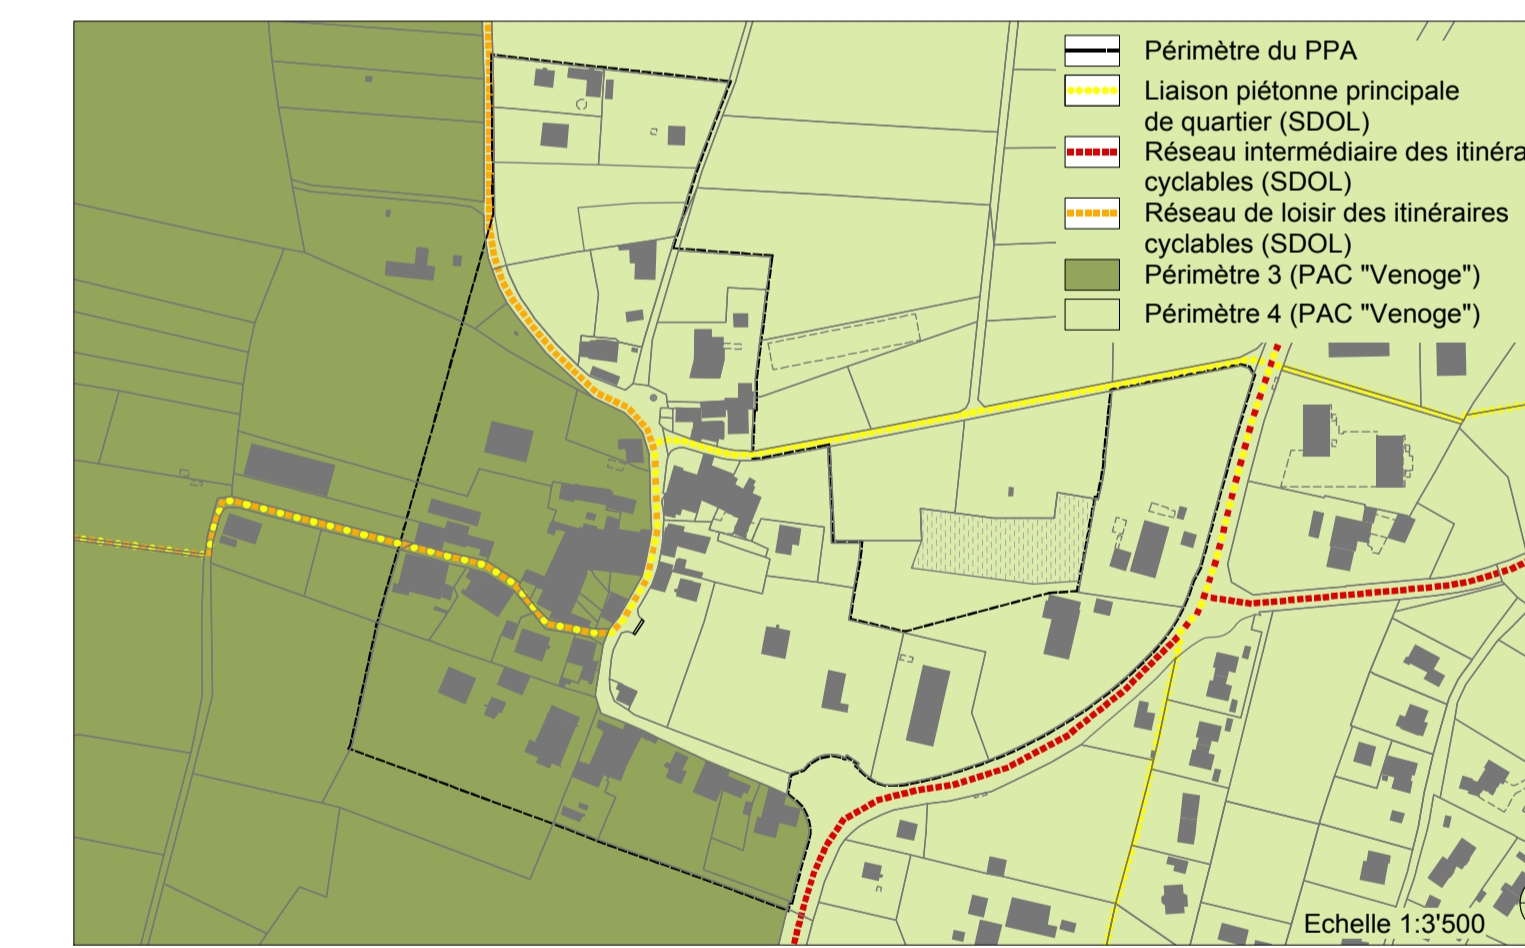 Périmètre du PPA
Liaison piétonne principale
de quartier (SDOL)
Réseau intermédiaire des itinéra
cyclables (SDOL)
Réseau de loisir des itinéraires
cyclables (SDOL)
Périmètre 3 (PAC "Venoge")
Périmètre 4 (PAC "Venoge")
Echelle 1:3'500